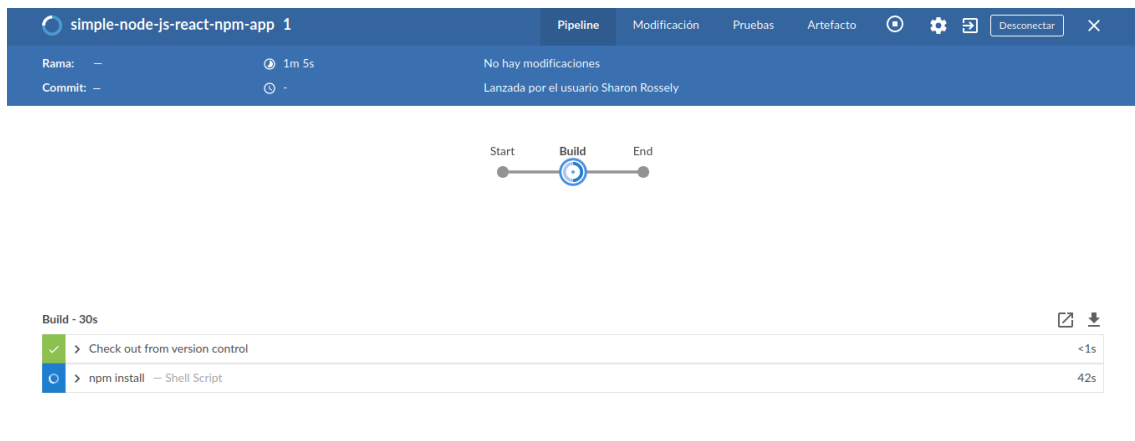 simple-node-js-react-npm-app 1
Pipeline Modificación Pruebas Artefacto Desconectar
Rama: — 1m 5s No hay modificaciones
Commit: — - Lanzada por el usuario Sharon Rossely
Start Build End
Build - 30s
Check out from version control <1s
npm install — Shell Script 42s